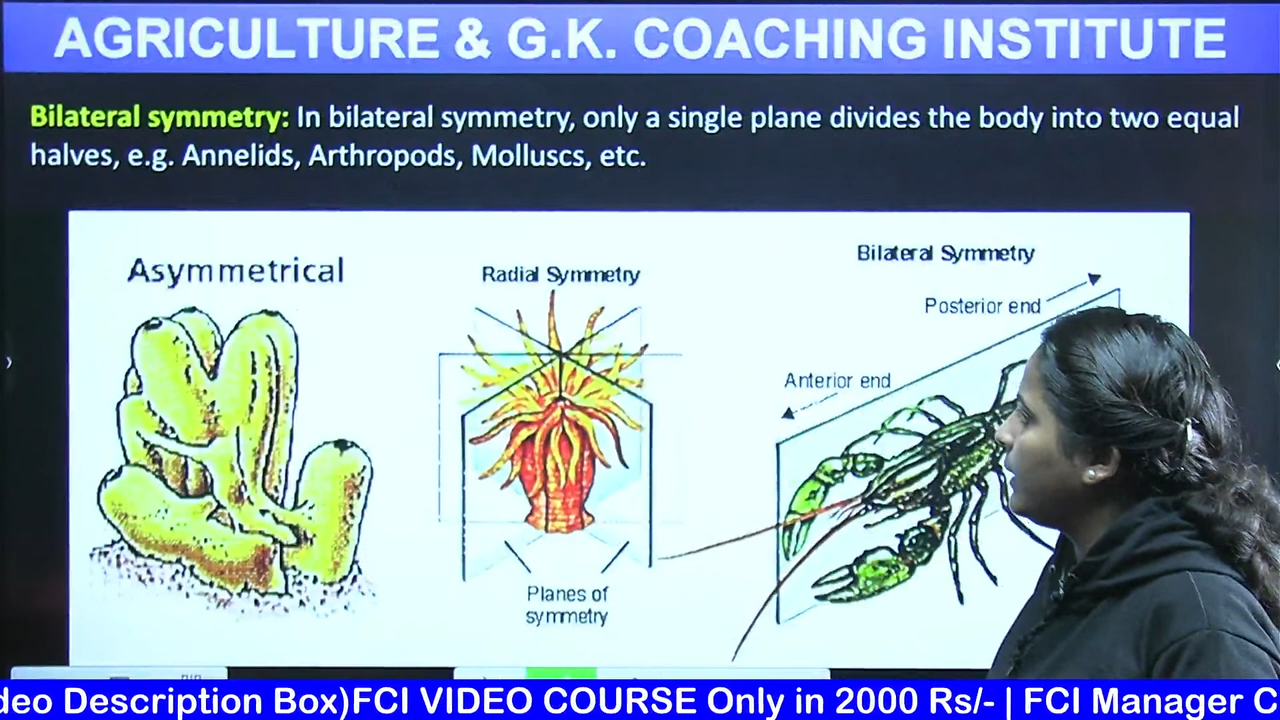 AGRICULTURE & G.K. COACHING INSTITUTE
Bilateral symmetry: In bilateral symmetry, only a single plane divides the body into two equal
halves, e.g. Annelids, Arthropods, Molluscs, etc.
Asymmetrical
Radial Symmetry
Bilateral Symmetry
Posterior end
Anterior end
Planes of
symmetry
deo Description Box)FCI VIDEO COURSE Only in 2000 Rs/- | FCI Manager C